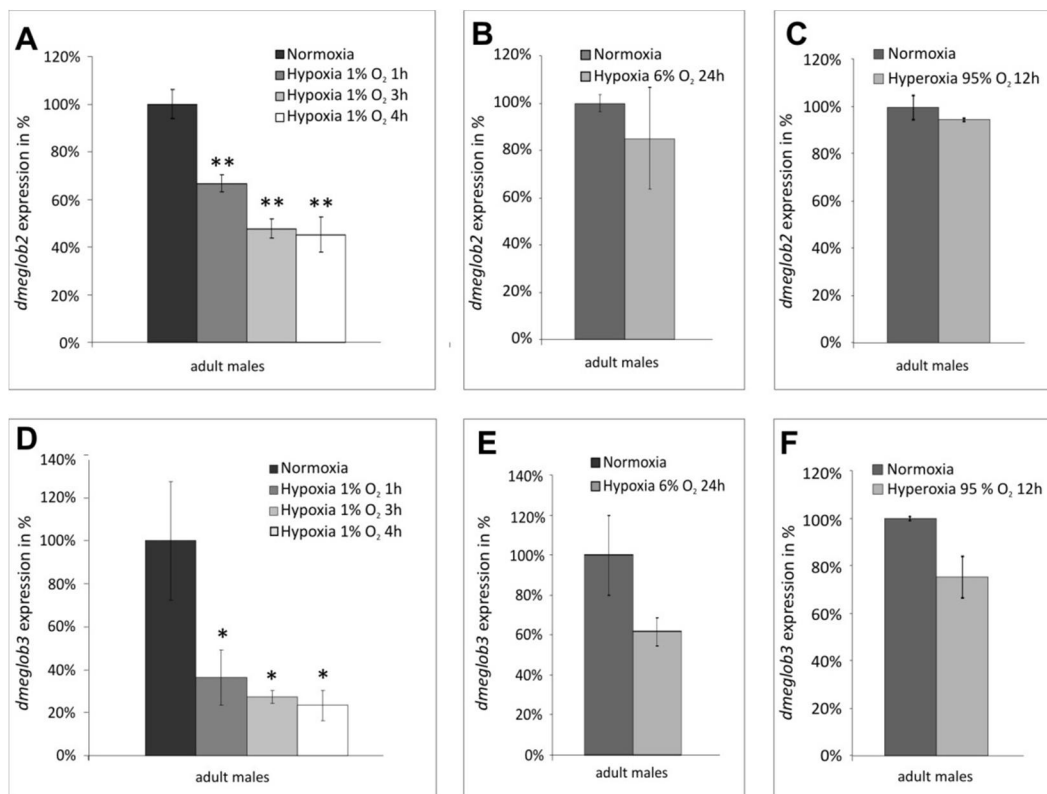 A
dmeglob2 expression in %
120%
100%
80%
60%
40%
20%
0%
Normoxia
Hypoxia 1% O2 1h
Hypoxia 1% O2 3h
Hypoxia 1% O2 4h
**
**
**
adult males
B
dmeglob2 expression in %
120%
100%
80%
60%
40%
20%
0%
Normoxia
Hypoxia 6% O2 24h
adult males
C
dmeglob2 expression in %
120%
100%
80%
60%
40%
20%
0%
Normoxia
Hyperoxia 95% O2 12h
adult males
D
dmeglob3 expression in %
140%
120%
100%
80%
60%
40%
20%
0%
Normoxia
Hypoxia 1% O2 1h
Hypoxia 1% O2 3h
Hypoxia 1% O2 4h
*
*
*
adult males
E
dmeglob3 expression in %
140%
120%
100%
80%
60%
40%
20%
0%
Normoxia
Hypoxia 6% O2 24h
adult males
F
dmeglob3 expression in %
120%
100%
80%
60%
40%
20%
0%
Normoxia
Hyperoxia 95 % O2 12h
adult males